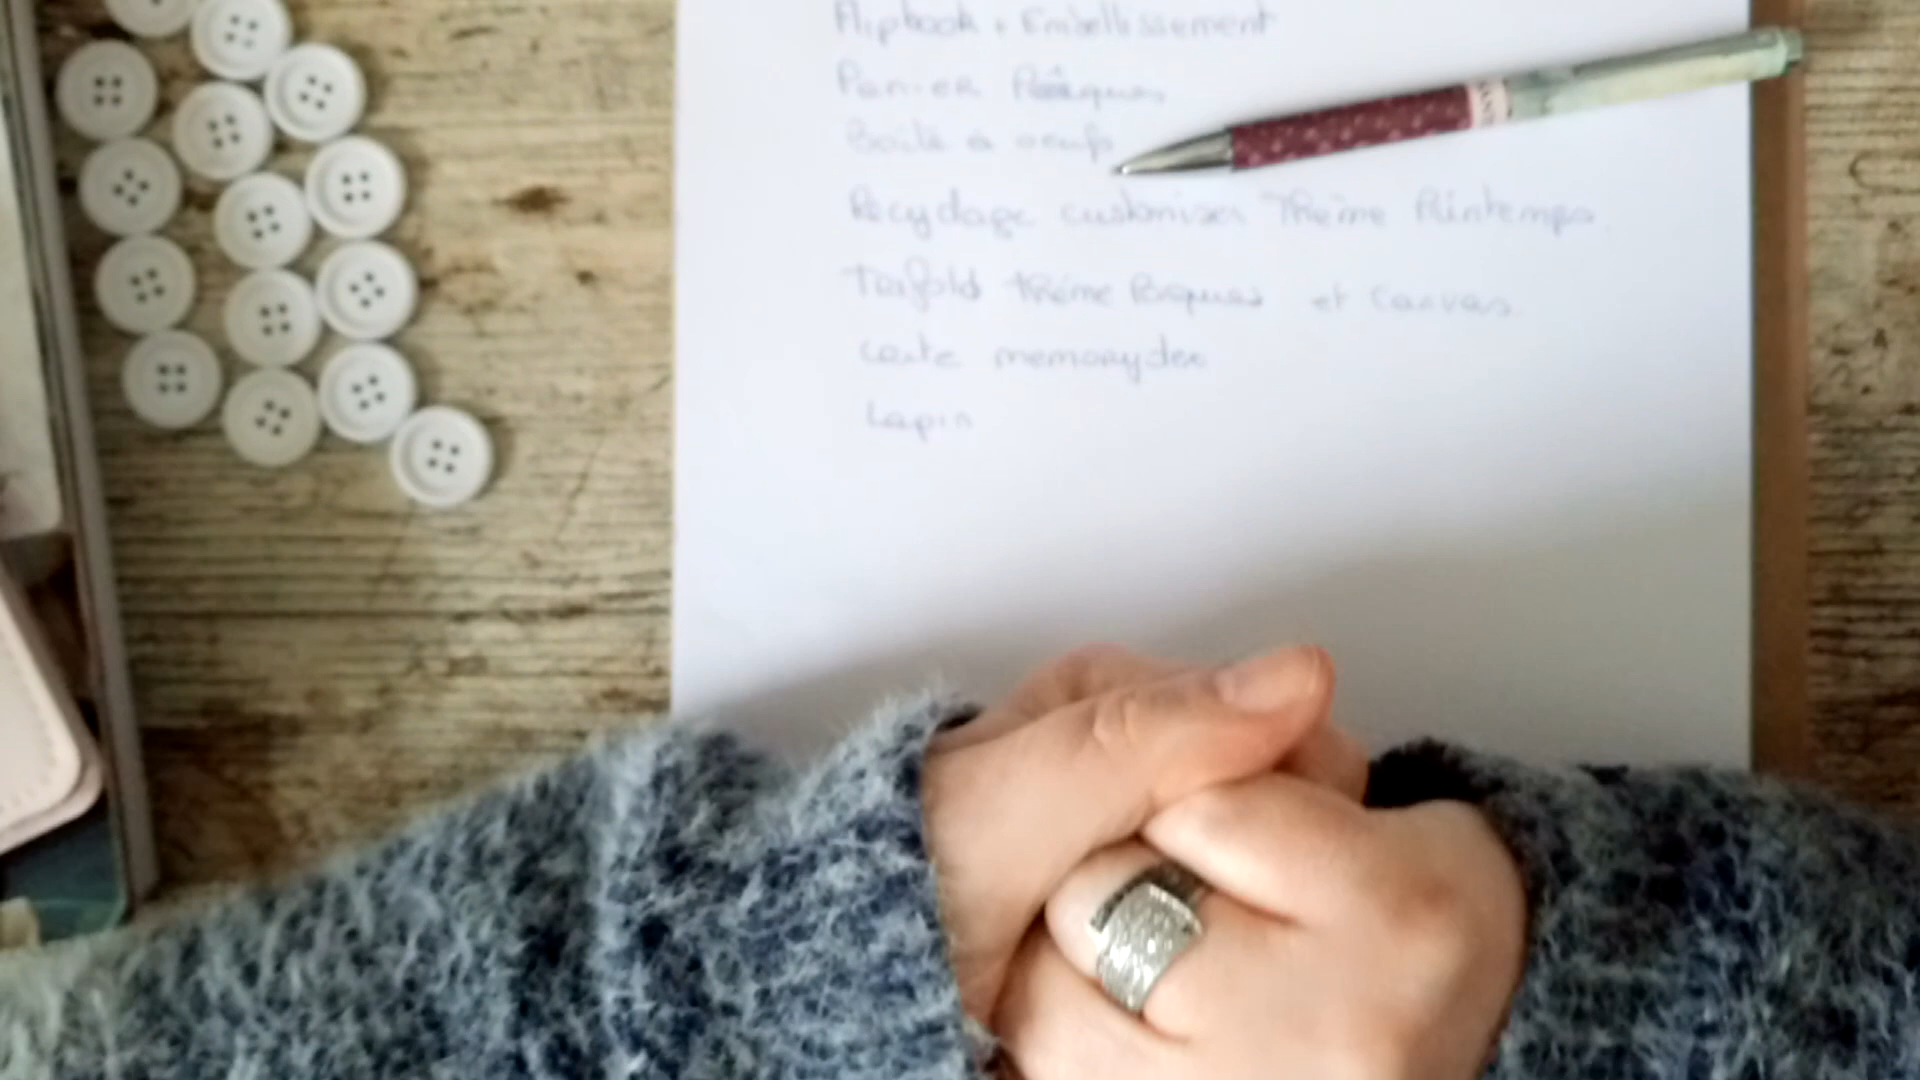 Flipbook + Embellissement
Panier Pâques
Boîte à oeufs
Recyclage customiser Thème Printemps
Trifold thème Pâques et Canvas
Carte memorydex
Lapin